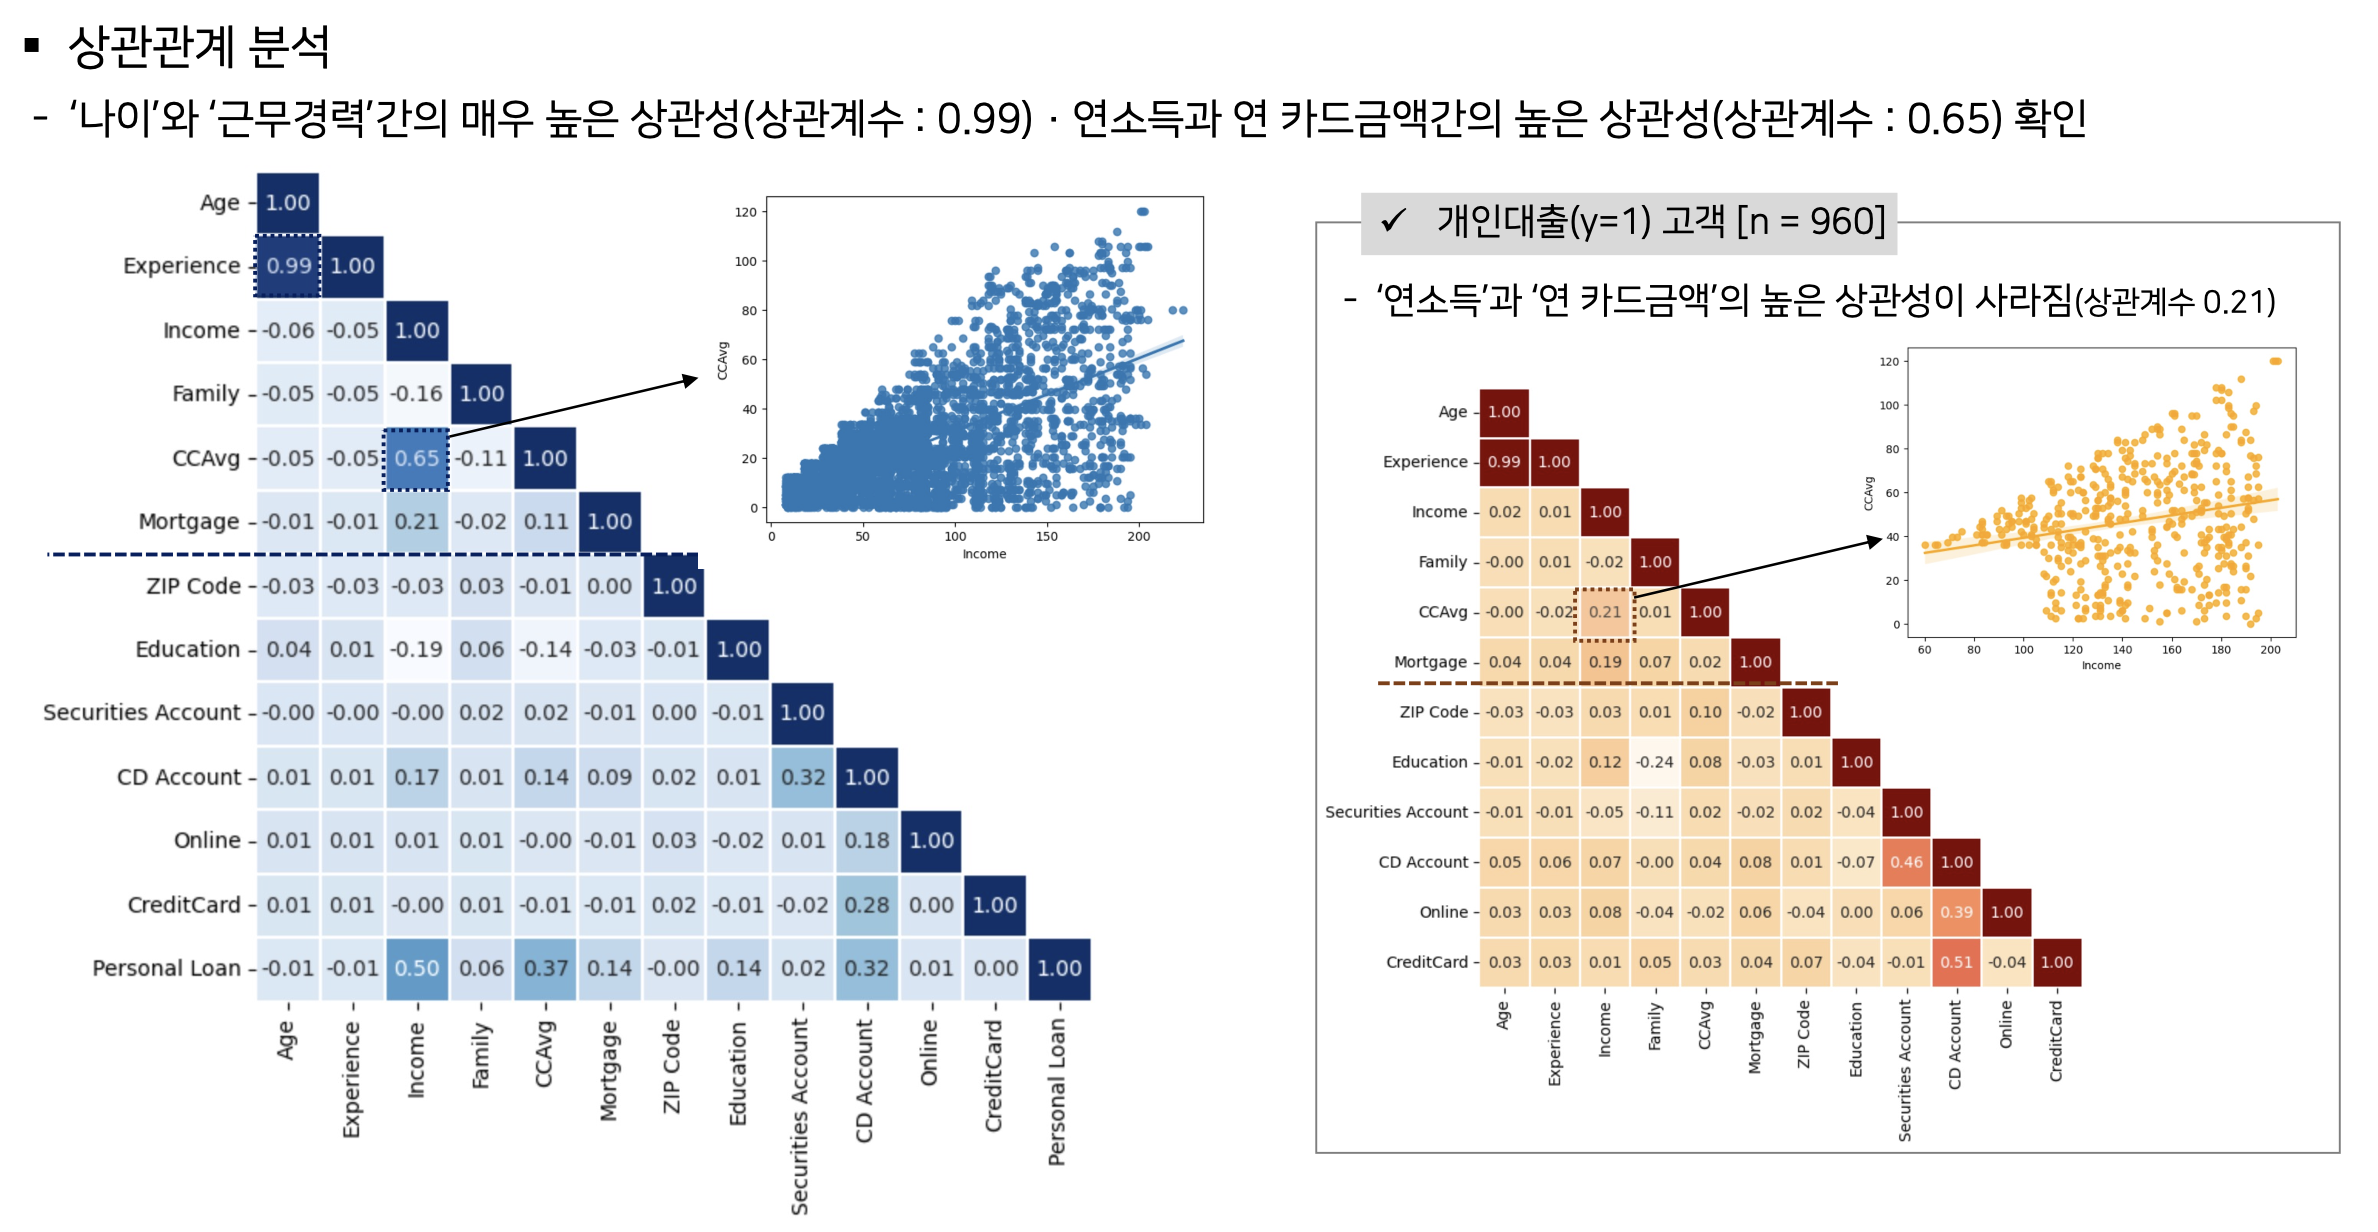 ▪ 상관관계 분석
- ‘나이’와 ‘근무경력’간의 매우 높은 상관성(상관계수 : 0.99) · 연소득과 연 카드금액간의 높은 상관성(상관계수 : 0.65) 확인
Age 1.00
Experience 0.99 1.00
Income -0.06 -0.05 1.00
Family -0.05 -0.05 -0.16 1.00
CCAvg -0.05 -0.05 0.65 -0.11 1.00
Mortgage -0.01 -0.01 0.21 -0.02 0.11 1.00
ZIP Code -0.03 -0.03 -0.03 0.03 -0.01 0.00 1.00
Education 0.04 0.01 -0.19 0.06 -0.14 -0.03 -0.01 1.00
Securities Account -0.00 -0.00 -0.00 0.02 0.02 -0.01 0.00 -0.01 1.00
CD Account 0.01 0.01 0.17 0.01 0.14 0.09 0.02 0.01 0.32 1.00
Online 0.01 0.01 0.01 0.01 -0.00 -0.01 0.03 -0.02 0.01 0.18 1.00
CreditCard 0.01 0.01 -0.00 0.01 -0.01 -0.01 0.02 -0.01 -0.02 0.28 0.00 1.00
Personal Loan -0.01 -0.01 0.50 0.06 0.37 0.14 -0.00 0.14 0.02 0.32 0.01 0.00 1.00
Age Experience Income Family CCAvg Mortgage ZIP Code Education Securities Account CD Account Online CreditCard Personal Loan
120
100
80
60
40
20
0
CCAvg
0 50 100 150 200
Income
✓ 개인대출(y=1) 고객 [n = 960]
- ‘연소득’과 ‘연 카드금액’의 높은 상관성이 사라짐(상관계수 0.21)
Age 1.00
Experience 0.99 1.00
Income 0.02 0.01 1.00
Family -0.00 0.01 -0.02 1.00
CCAvg -0.00 -0.02 0.21 0.01 1.00
Mortgage 0.04 0.04 0.19 0.07 0.02 1.00
ZIP Code -0.03 -0.03 0.03 0.01 0.10 -0.02 1.00
Education -0.01 -0.02 0.12 -0.24 0.08 -0.03 0.01 1.00
Securities Account -0.01 -0.01 -0.05 -0.11 0.02 -0.02 0.02 -0.04 1.00
CD Account 0.05 0.06 0.07 -0.00 0.04 0.08 0.01 -0.07 0.46 1.00
Online 0.03 0.03 0.08 -0.04 -0.02 0.06 -0.04 0.00 0.06 0.39 1.00
CreditCard 0.03 0.03 0.01 0.05 0.03 0.04 0.07 -0.04 -0.01 0.51 -0.04 1.00
Age Experience Income Family CCAvg Mortgage ZIP Code Education Securities Account CD Account Online CreditCard
120
100
80
60
40
20
0
CCAvg
60 80 100 120 140 160 180 200
Income